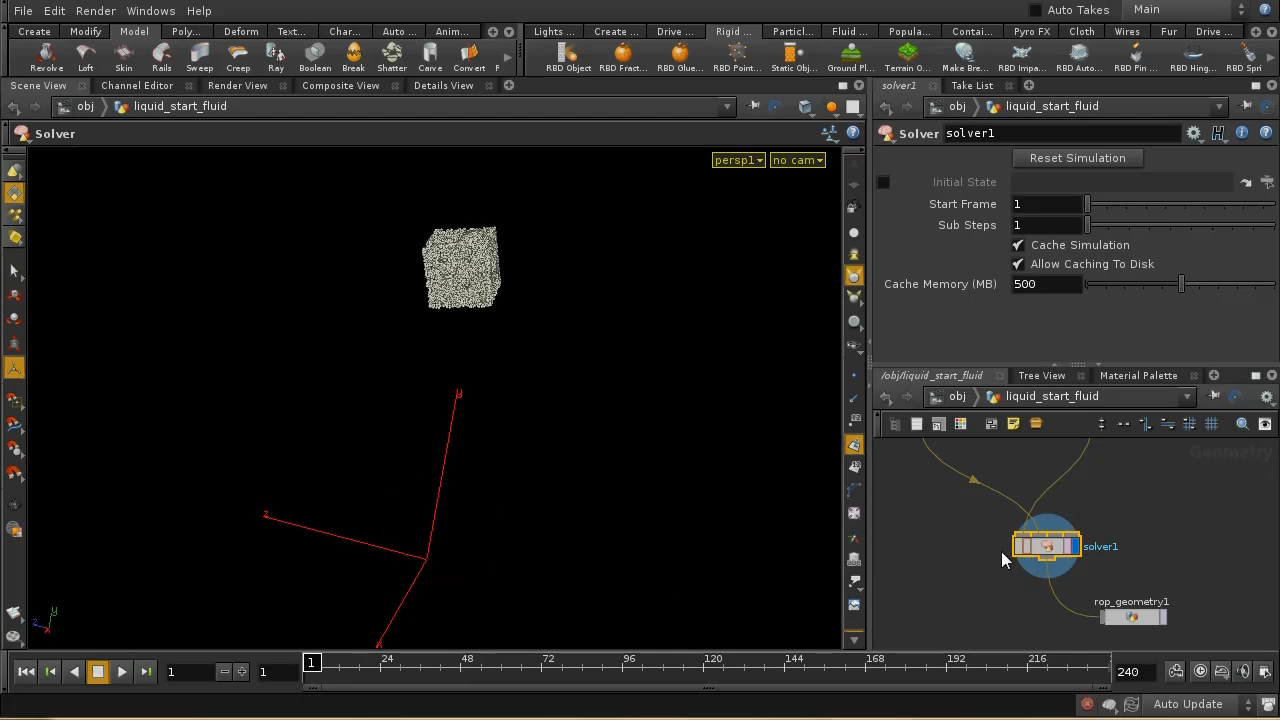 File Edit Render Windows Help Auto Takes Main
Create Modify Model Poly... Deform Text... Char... Auto Anim... Lights ... Create ... Drive ... Rigid ... Particl... Fluid ... Popula... Contai... Pyro FX Cloth Wires Fur Drive ...
Revolve Loft Skin Rails Sweep Creep Ray Boolean Break Shatter Carve Convert RBD Object RBD Fract... RBD Glue... RBD Point... Static Obj... Ground Pl... Terrain O... Make Bre... RBD Impa... RBD Auto... RBD Pin ... RBD Hing... RBD Spri
Scene View Channel Editor Render View Composite View Details View solver1 Take List
obj liquid_start_fluid obj liquid_start_fluid
Solver Solver solver1
persp1 no cam
Reset Simulation
Initial State
Start Frame 1
Sub Steps 1
Cache Simulation
Allow Caching To Disk
Cache Memory (MB) 500
/obj/liquid_start_fluid Tree View Material Palette
obj liquid_start_fluid
Geometry
y
z
x
solver1
rop_geometry1
y
z
x
1 1 1 24 48 72 96 120 144 168 192 216 240
Auto Update